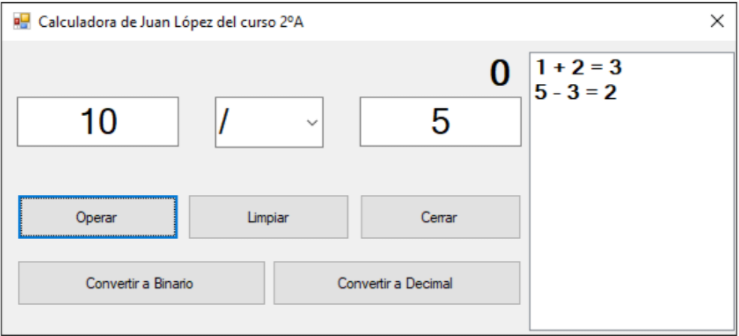 Calculadora de Juan López del curso 2ºA
0
10 / 5
1 + 2 = 3
5 - 3 = 2
Operar Limpiar Cerrar
Convertir a Binario Convertir a Decimal